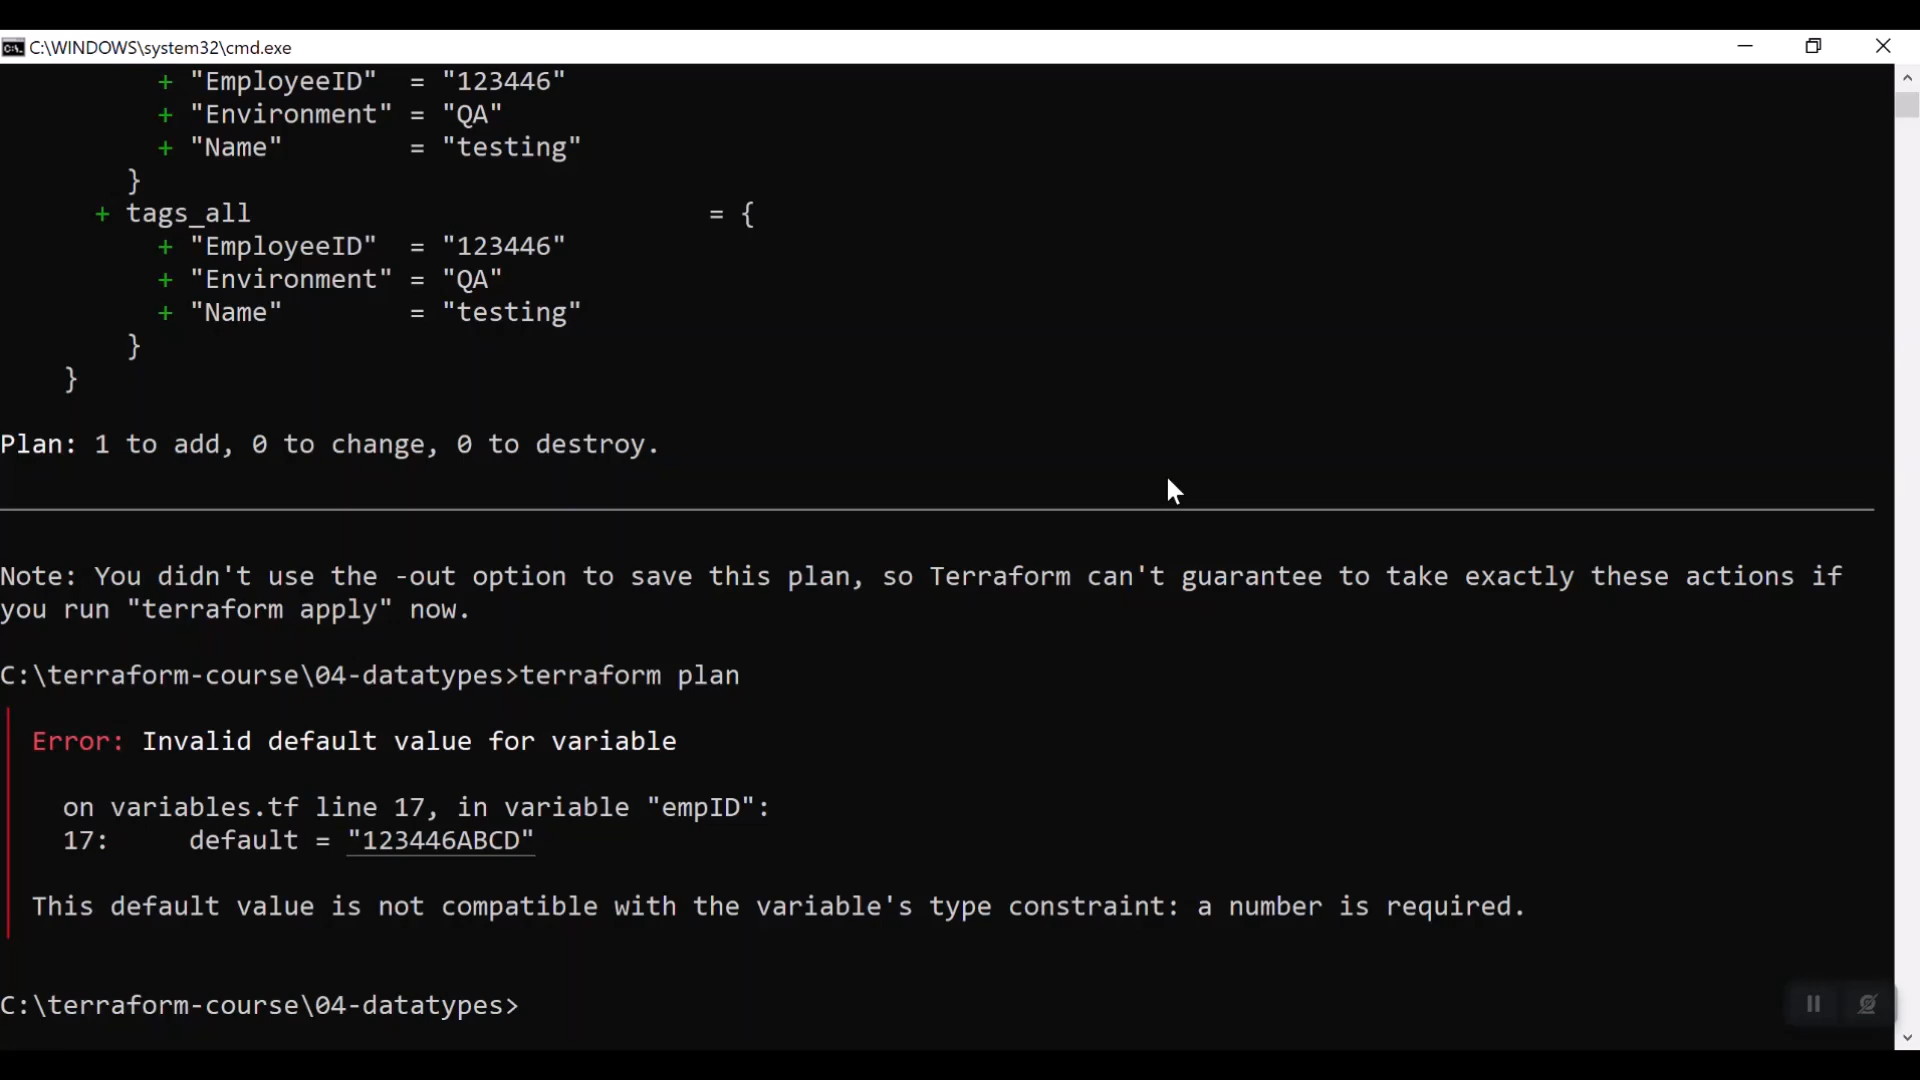 C:\WINDOWS\system32\cmd.exe
+ "EmployeeID"  = "123446"
+ "Environment" = "QA"
+ "Name"        = "testing"
}
+ tags_all                             = {
+ "EmployeeID"  = "123446"
+ "Environment" = "QA"
+ "Name"        = "testing"
}
}
Plan: 1 to add, 0 to change, 0 to destroy.
Note: You didn't use the -out option to save this plan, so Terraform can't guarantee to take exactly these actions if
you run "terraform apply" now.
C:\terraform-course\04-datatypes>terraform plan
Error: Invalid default value for variable
on variables.tf line 17, in variable "empID":
17:     default = "123446ABCD"
This default value is not compatible with the variable's type constraint: a number is required.
C:\terraform-course\04-datatypes>